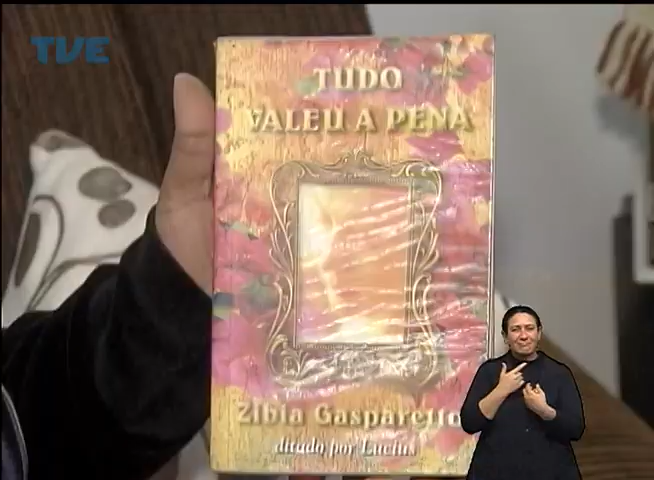 TVE
TUDO
VALEU A PENA
Zibia Gasparetto
ditado por Lucius